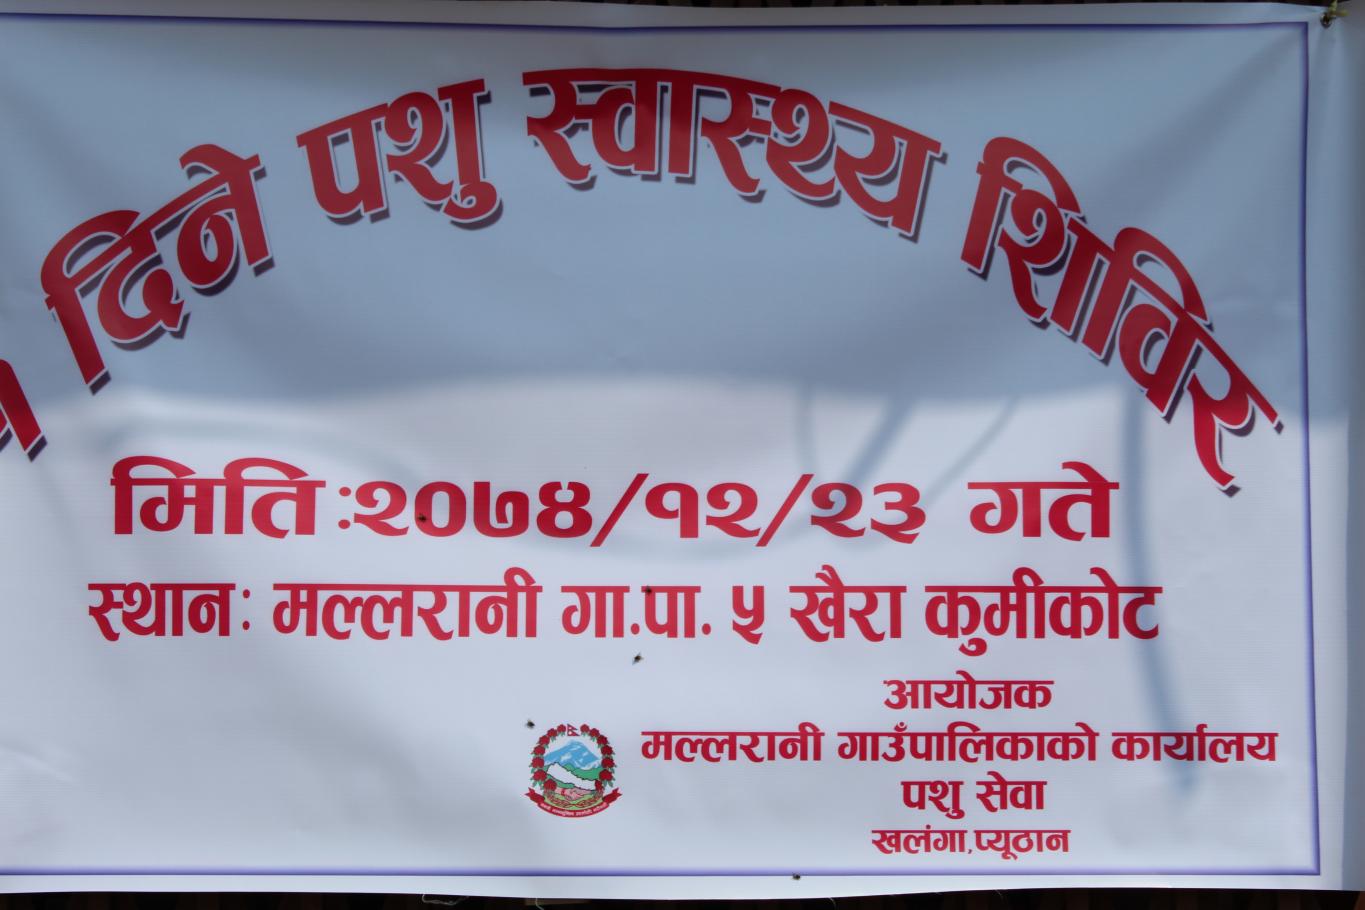 दिने पशु स्वास्थ्य शिविर
मिति :२०७४/१२/२३ गते
स्थान: मल्लरानी गा.पा. ५ खैरा कुमीकोट
आयोजक
मल्लरानी गाउँपालिकाको कार्यालय
पशु सेवा
खलंगा,प्यूठान